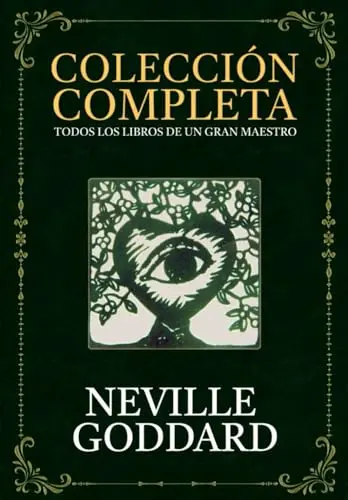 COLECCIÓN
COMPLETA
TODOS LOS LIBROS DE UN GRAN MAESTRO
NEVILLE
GODDARD